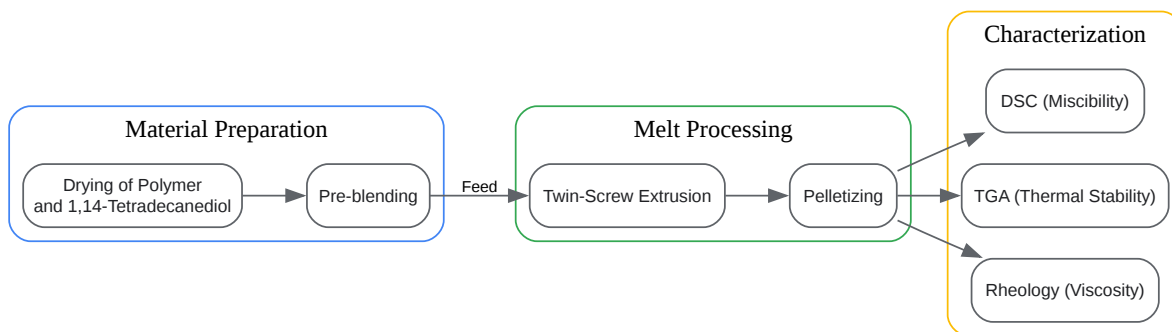 Material Preparation
Drying of Polymer
and 1,14-Tetradecanediol
Pre-blending
Feed
Melt Processing
Twin-Screw Extrusion
Pelletizing
Characterization
DSC (Miscibility)
TGA (Thermal Stability)
Rheology (Viscosity)